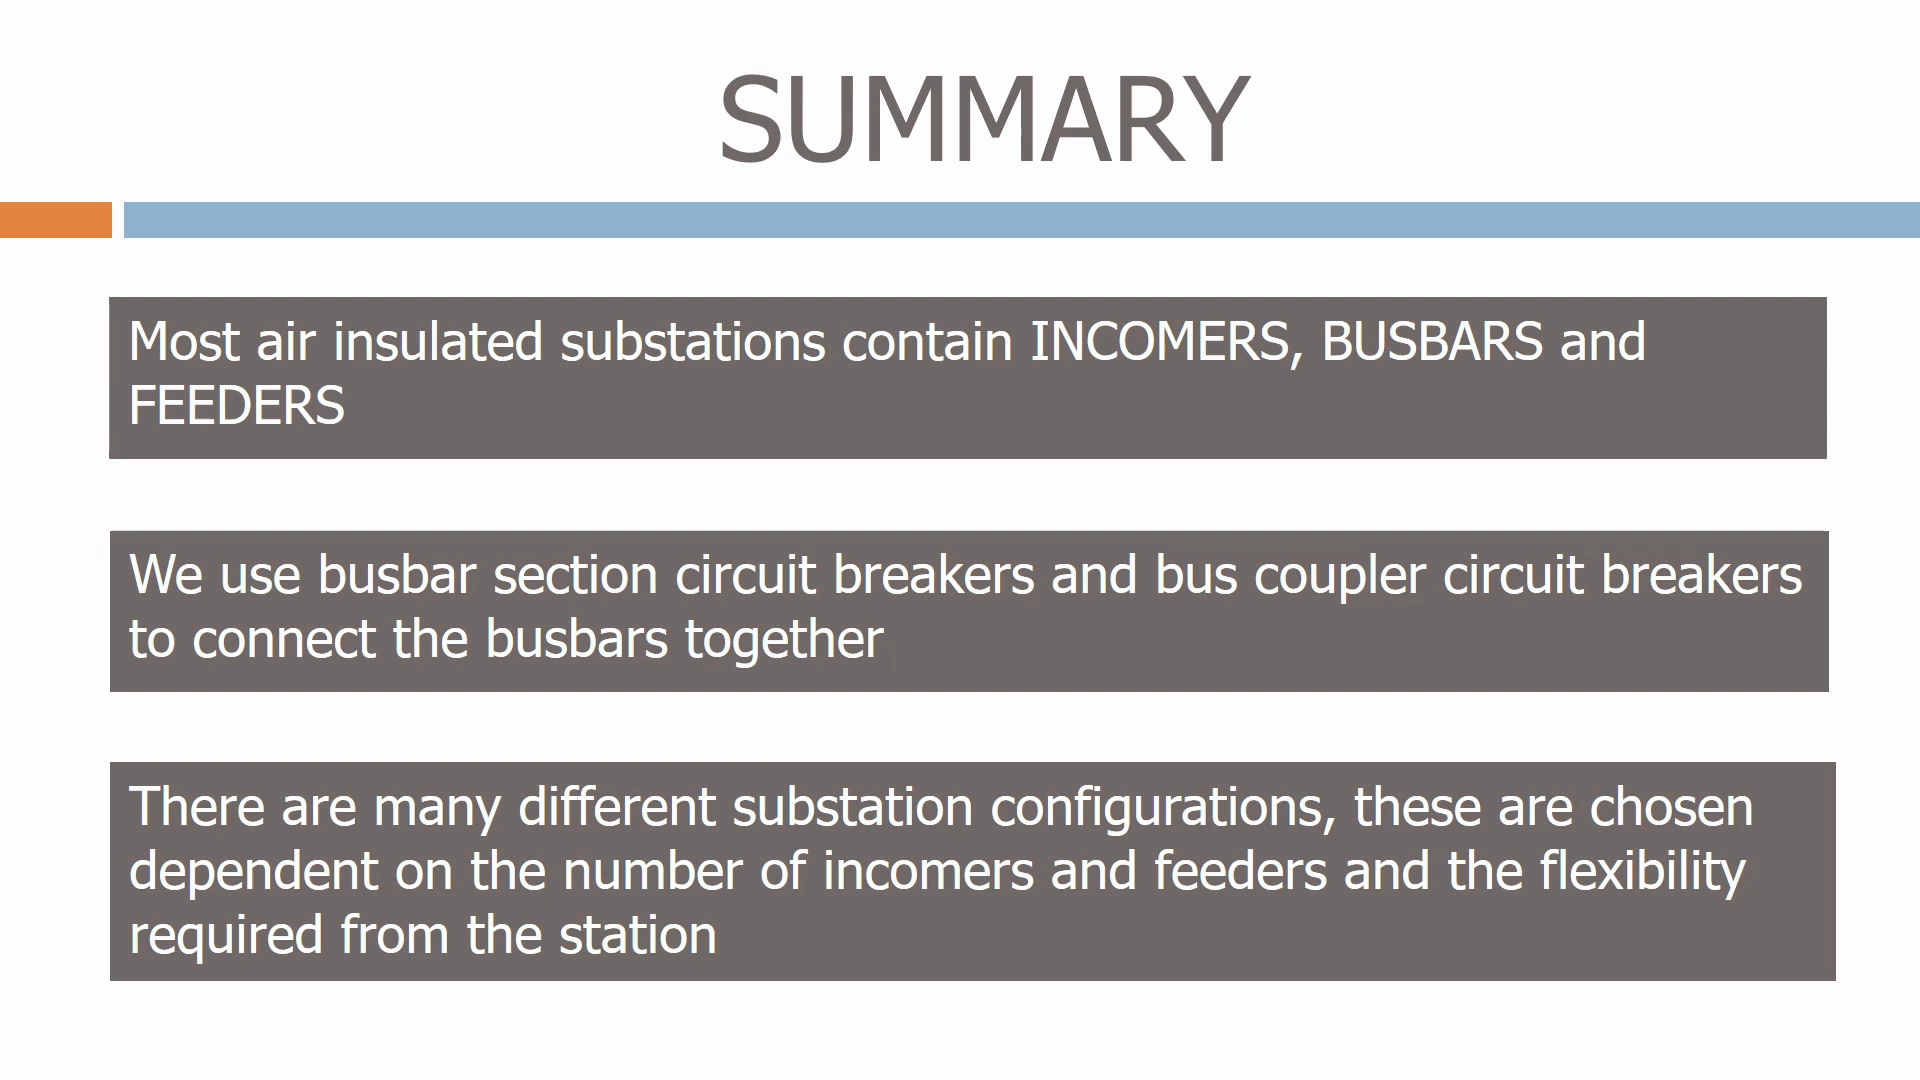 SUMMARY
Most air insulated substations contain INCOMERS, BUSBARS and
FEEDERS
We use busbar section circuit breakers and bus coupler circuit breakers
to connect the busbars together
There are many different substation configurations, these are chosen
dependent on the number of incomers and feeders and the flexibility
required from the station